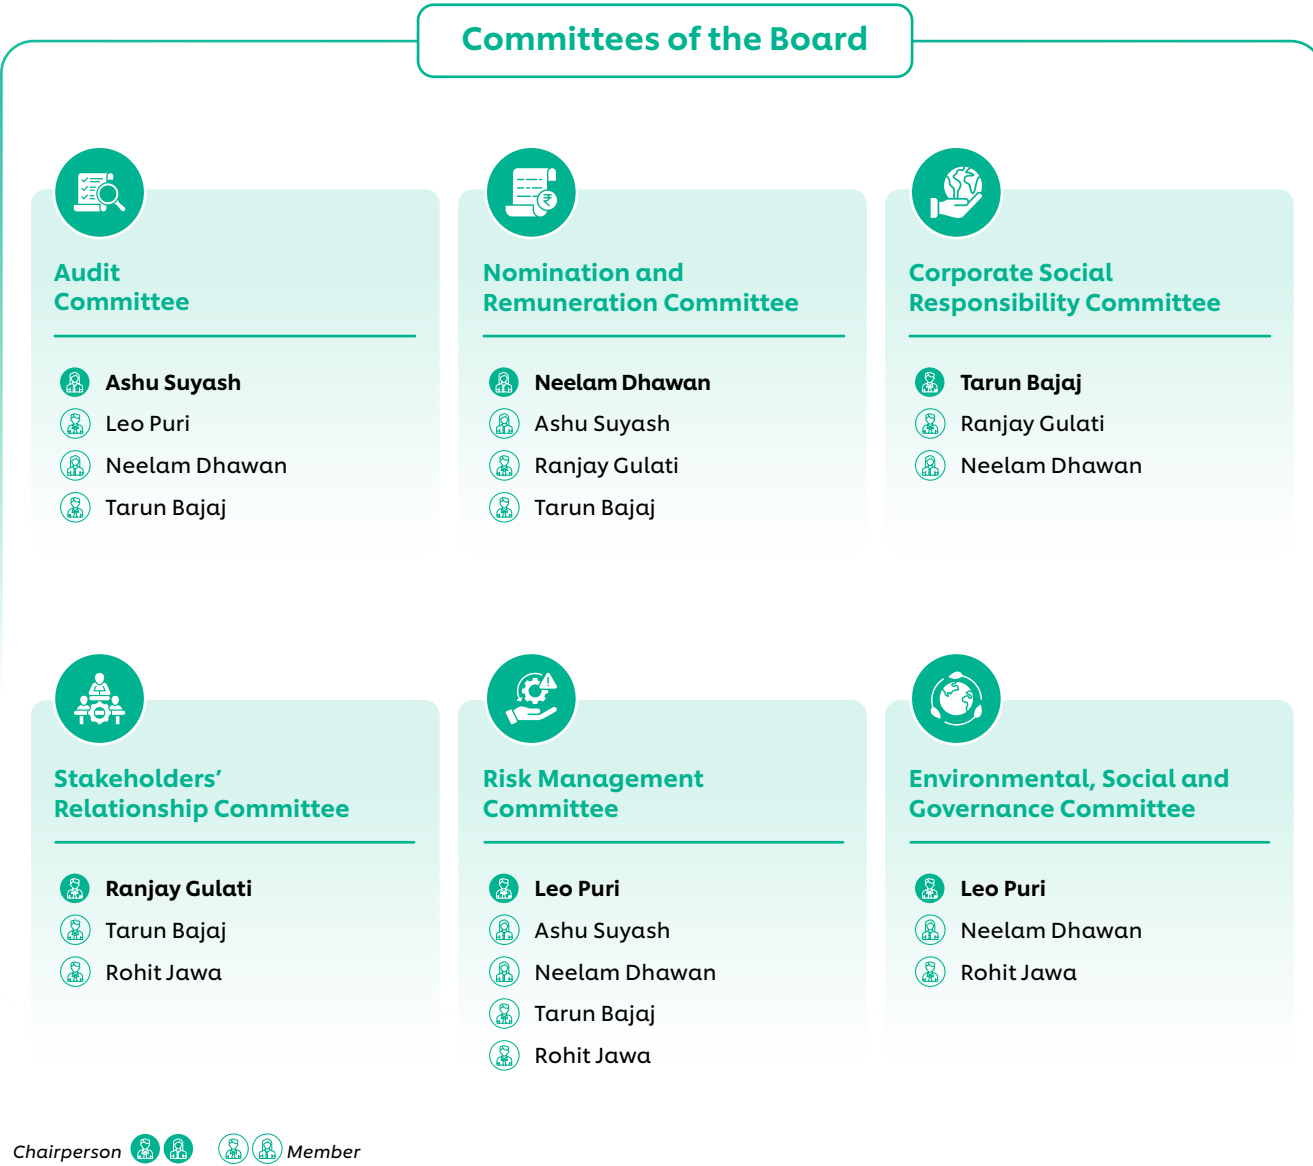 Committees of the Board
Audit
Committee
Ashu Suyash
Leo Puri
Neelam Dhawan
Tarun Bajaj
Nomination and
Remuneration Committee
Neelam Dhawan
Ashu Suyash
Ranjay Gulati
Tarun Bajaj
Corporate Social
Responsibility Committee
Tarun Bajaj
Ranjay Gulati
Neelam Dhawan
Stakeholders’
Relationship Committee
Ranjay Gulati
Tarun Bajaj
Rohit Jawa
Risk Management
Committee
Leo Puri
Ashu Suyash
Neelam Dhawan
Tarun Bajaj
Rohit Jawa
Environmental, Social and
Governance Committee
Leo Puri
Neelam Dhawan
Rohit Jawa
Chairperson Member